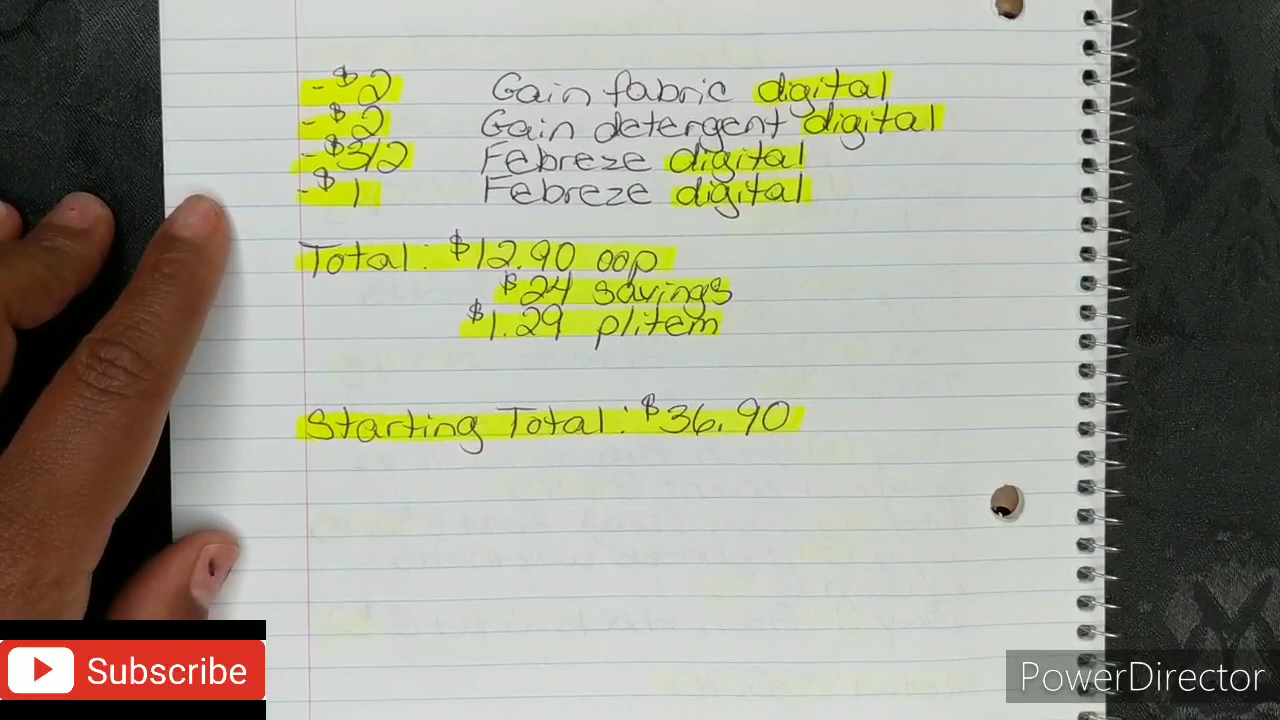 -$2 Gain fabric digital
-$2 Gain detergent digital
-$3/2 Febreze digital
-$1 Febreze digital
Total: $12.90 oop
$24 savings
$1.29 p/item
Starting Total: $36.90
Subscribe
PowerDirector